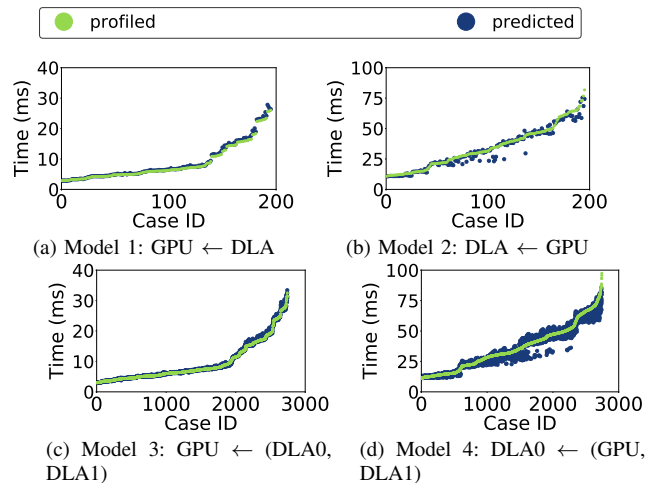 profiled predicted
40
30
20
10
0
Time (ms)
0 100 200
Case ID
(a) Model 1: GPU ← DLA
100
75
50
25
0
Time (ms)
0 100 200
Case ID
(b) Model 2: DLA ← GPU
40
30
20
10
0
Time (ms)
0 1000 2000 3000
Case ID
(c) Model 3: GPU ← (DLA0,
DLA1)
100
75
50
25
0
Time (ms)
0 1000 2000 3000
Case ID
(d) Model 4: DLA0 ← (GPU,
DLA1)